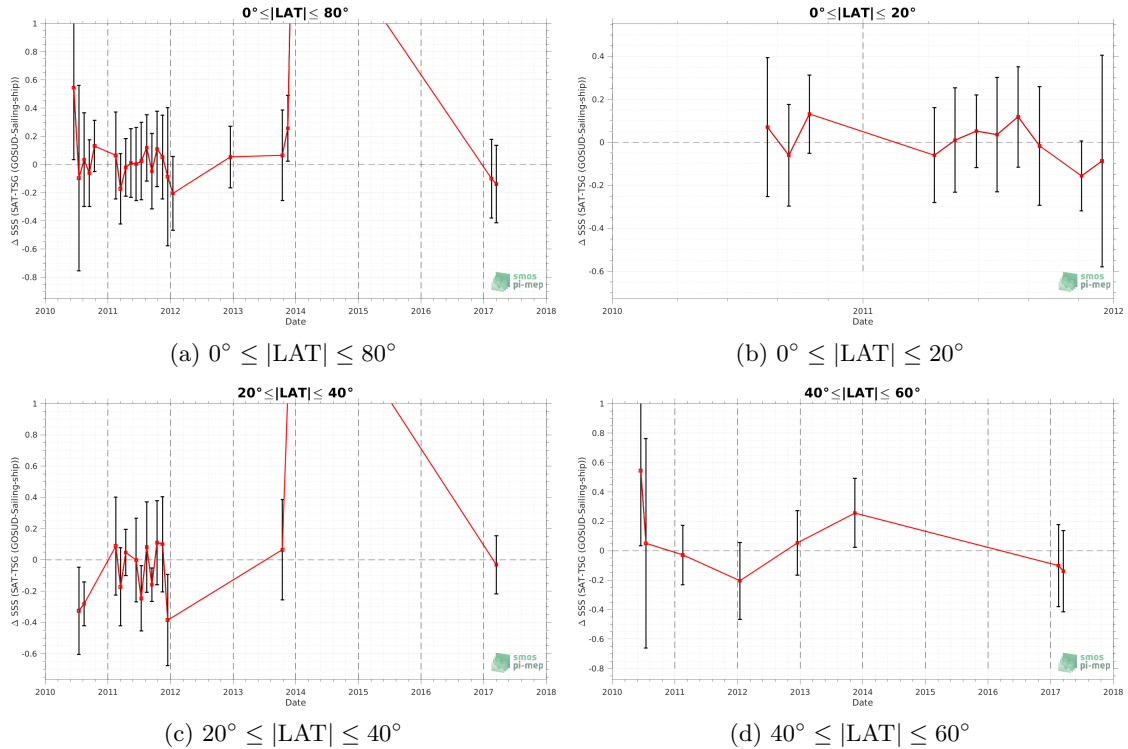 0°≤|LAT|≤ 80°
Δ SSS (SAT-TSG (GOSUD-Sailing-ship))
1
0.8
0.6
0.4
0.2
0
-0.2
-0.4
-0.6
-0.8
2010 2011 2012 2013 2014 2015 2016 2017 2018
Date
smos
pi-mep
(a) 0° ≤ |LAT| ≤ 80°
0°≤|LAT|≤ 20°
Δ SSS (SAT-TSG (GOSUD-Sailing-ship))
0.4
0.2
0
-0.2
-0.4
-0.6
2010 2011 2012
Date
smos
pi-mep
(b) 0° ≤ |LAT| ≤ 20°
20°≤|LAT|≤ 40°
Δ SSS (SAT-TSG (GOSUD-Sailing-ship))
1
0.8
0.6
0.4
0.2
0
-0.2
-0.4
-0.6
2010 2011 2012 2013 2014 2015 2016 2017 2018
Date
smos
pi-mep
(c) 20° ≤ |LAT| ≤ 40°
40°≤|LAT|≤ 60°
Δ SSS (SAT-TSG (GOSUD-Sailing-ship))
1
0.8
0.6
0.4
0.2
0
-0.2
-0.4
-0.6
-0.8
2010 2011 2012 2013 2014 2015 2016 2017 2018
Date
smos
pi-mep
(d) 40° ≤ |LAT| ≤ 60°